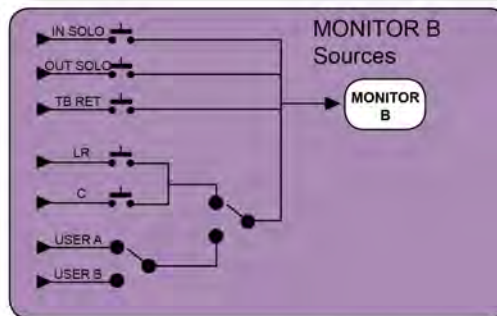 MONITOR B
Sources
IN SOLO
OUT SOLO
TB RET
MONITOR
B
LR
C
USER A
USER B